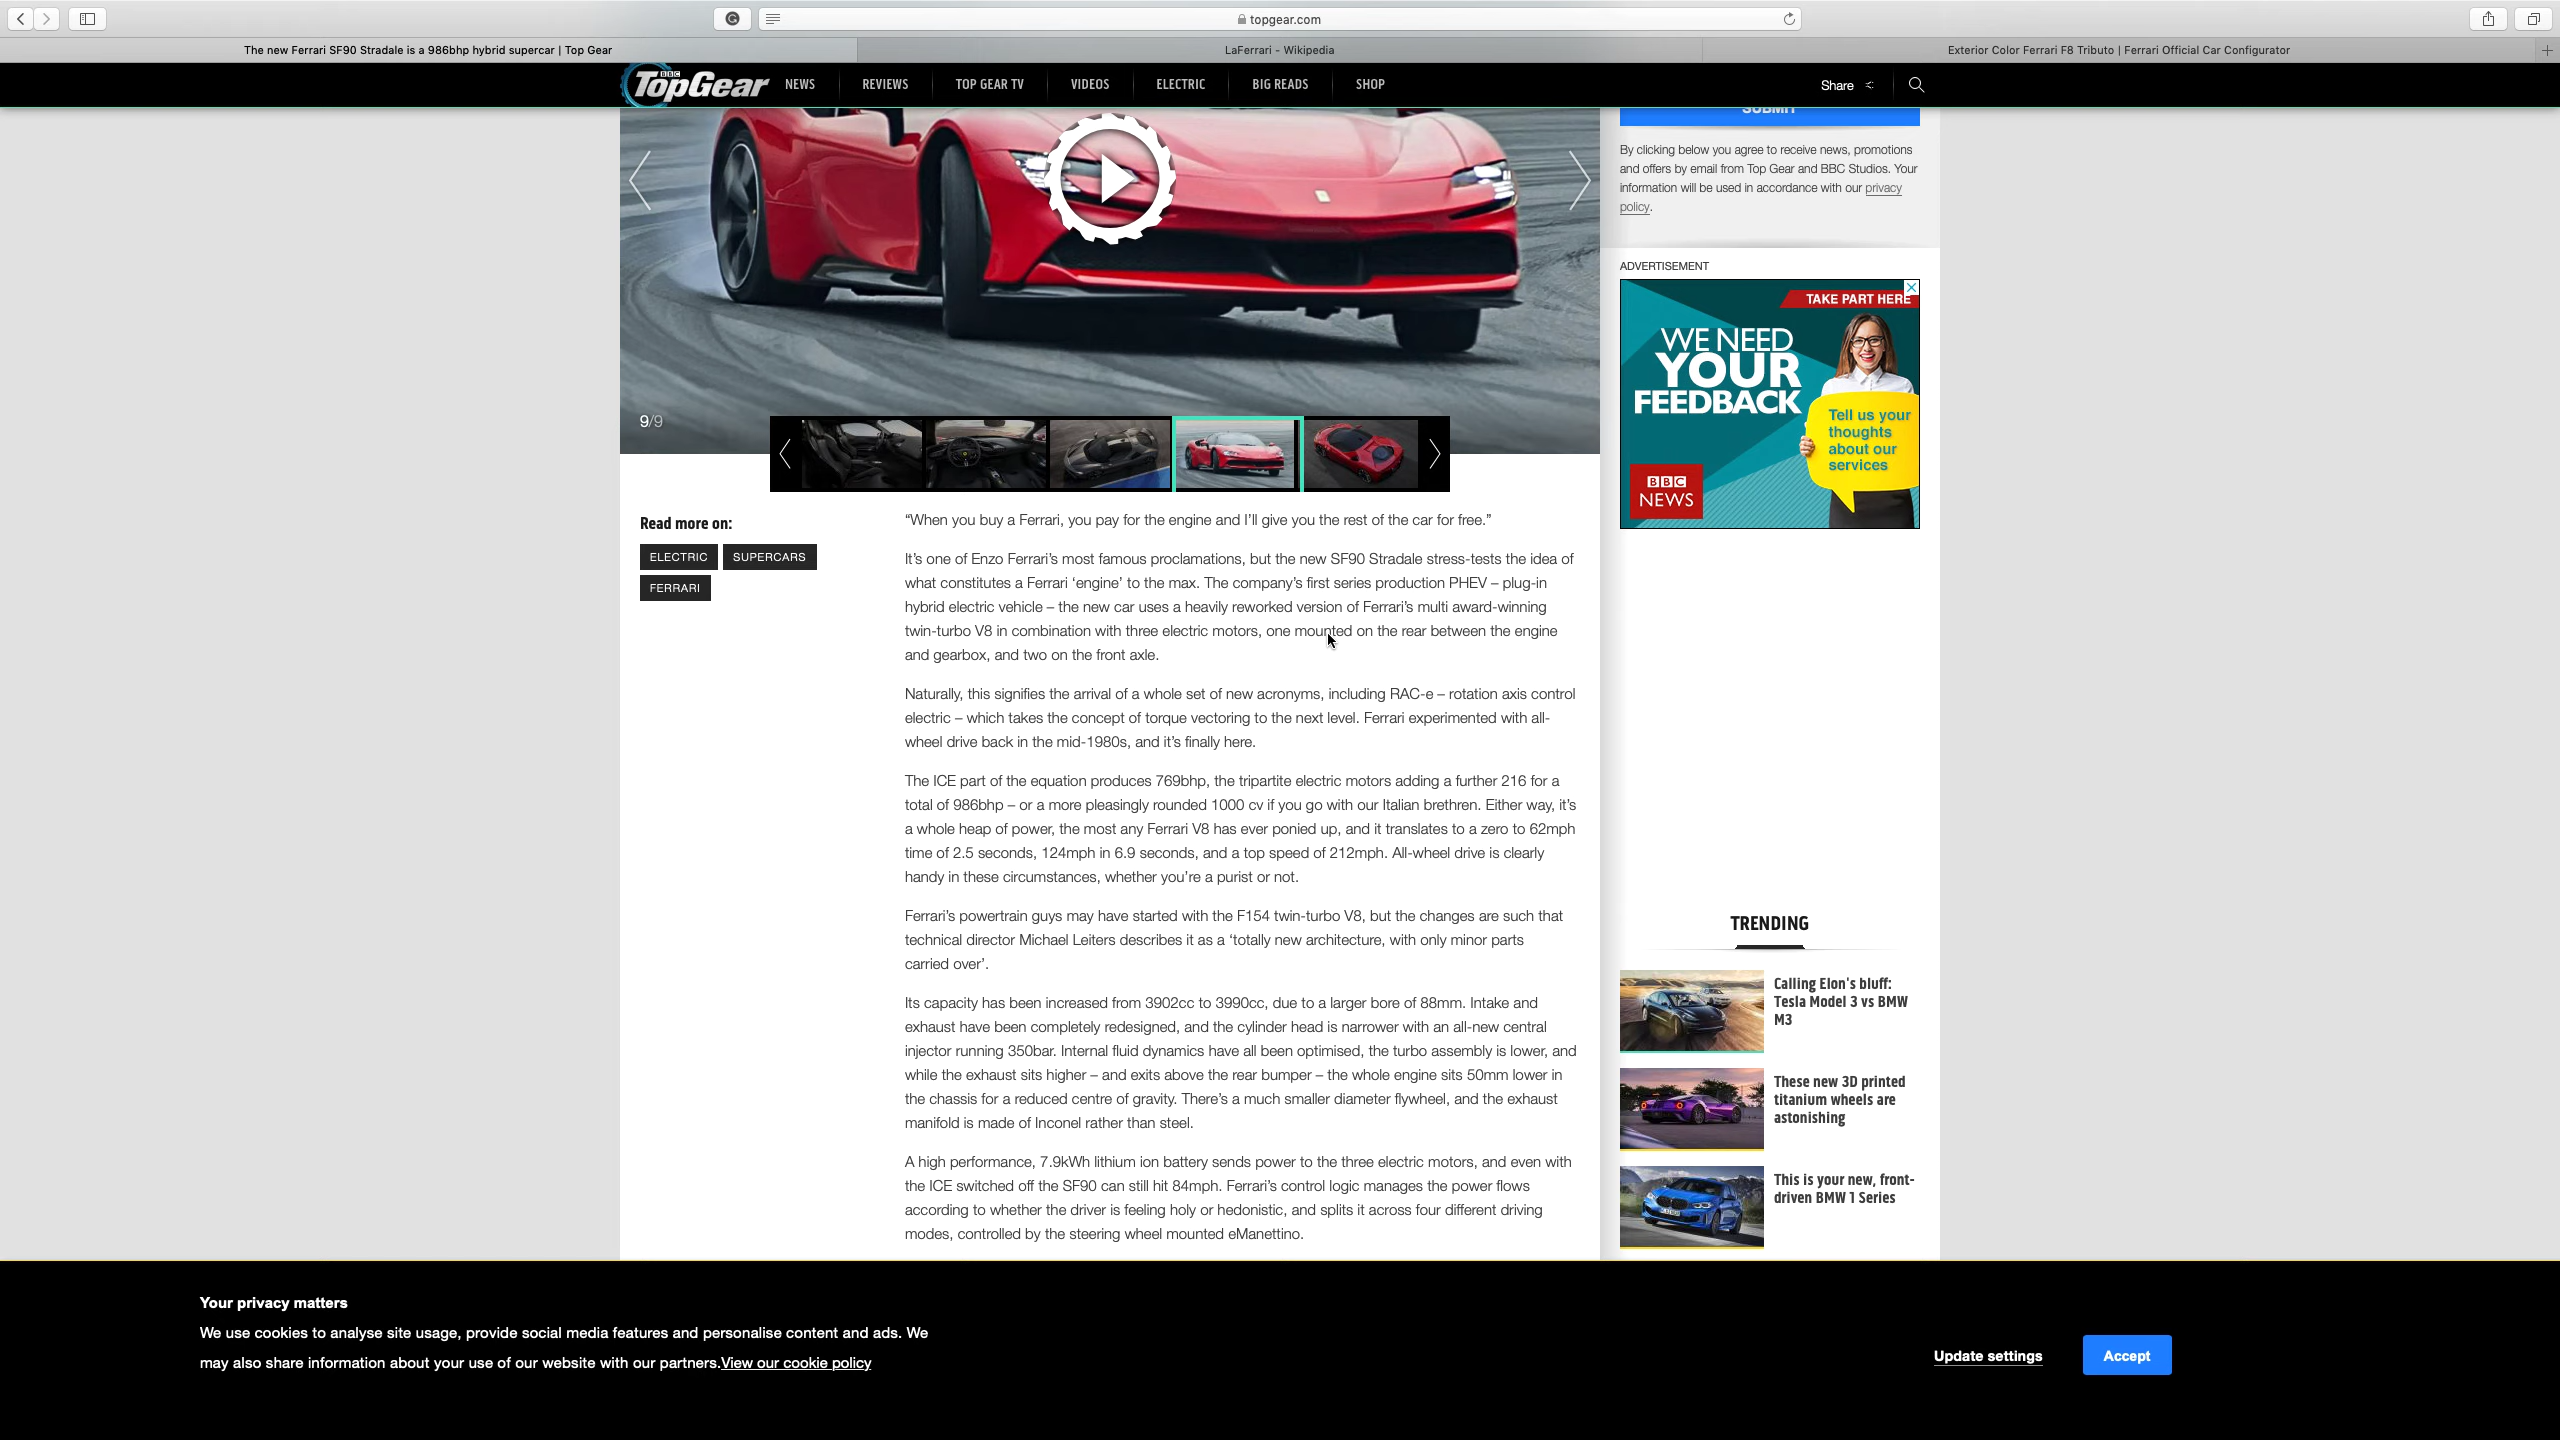 topgear.com
The new Ferrari SF90 Stradale is a 986bhp hybrid supercar | Top Gear
LaFerrari - Wikipedia
Exterior Color Ferrari F8 Tributo | Ferrari Official Car Configurator
BBC
TopGear
NEWS
REVIEWS
TOP GEAR TV
VIDEOS
ELECTRIC
BIG READS
SHOP
Share
9/9
Read more on:
ELECTRIC
SUPERCARS
FERRARI
“When you buy a Ferrari, you pay for the engine and I’ll give you the rest of the car for free.”
It’s one of Enzo Ferrari’s most famous proclamations, but the new SF90 Stradale stress-tests the idea of
what constitutes a Ferrari ‘engine’ to the max. The company’s first series production PHEV – plug-in
hybrid electric vehicle – the new car uses a heavily reworked version of Ferrari’s multi award-winning
twin-turbo V8 in combination with three electric motors, one mounted on the rear between the engine
and gearbox, and two on the front axle.
Naturally, this signifies the arrival of a whole set of new acronyms, including RAC-e – rotation axis control
electric – which takes the concept of torque vectoring to the next level. Ferrari experimented with all-
wheel drive back in the mid-1980s, and it’s finally here.
The ICE part of the equation produces 769bhp, the tripartite electric motors adding a further 216 for a
total of 986bhp – or a more pleasingly rounded 1000 cv if you go with our Italian brethren. Either way, it’s
a whole heap of power, the most any Ferrari V8 has ever ponied up, and it translates to a zero to 62mph
time of 2.5 seconds, 124mph in 6.9 seconds, and a top speed of 212mph. All-wheel drive is clearly
handy in these circumstances, whether you’re a purist or not.
Ferrari’s powertrain guys may have started with the F154 twin-turbo V8, but the changes are such that
technical director Michael Leiters describes it as a ‘totally new architecture, with only minor parts
carried over’.
Its capacity has been increased from 3902cc to 3990cc, due to a larger bore of 88mm. Intake and
exhaust have been completely redesigned, and the cylinder head is narrower with an all-new central
injector running 350bar. Internal fluid dynamics have all been optimised, the turbo assembly is lower, and
while the exhaust sits higher – and exits above the rear bumper – the whole engine sits 50mm lower in
the chassis for a reduced centre of gravity. There’s a much smaller diameter flywheel, and the exhaust
manifold is made of Inconel rather than steel.
A high performance, 7.9kWh lithium ion battery sends power to the three electric motors, and even with
the ICE switched off the SF90 can still hit 84mph. Ferrari’s control logic manages the power flows
according to whether the driver is feeling holy or hedonistic, and splits it across four different driving
modes, controlled by the steering wheel mounted eManettino.
SUBMIT
By clicking below you agree to receive news, promotions
and offers by email from Top Gear and BBC Studios. Your
information will be used in accordance with our privacy
policy.
ADVERTISEMENT
TAKE PART HERE
WE NEED
YOUR
FEEDBACK
Tell us your
thoughts
about our
services
BBC
NEWS
TRENDING
Calling Elon's bluff:
Tesla Model 3 vs BMW
M3
These new 3D printed
titanium wheels are
astonishing
This is your new, front-
driven BMW 1 Series
Your privacy matters
We use cookies to analyse site usage, provide social media features and personalise content and ads. We
may also share information about your use of our website with our partners.View our cookie policy
Update settings
Accept